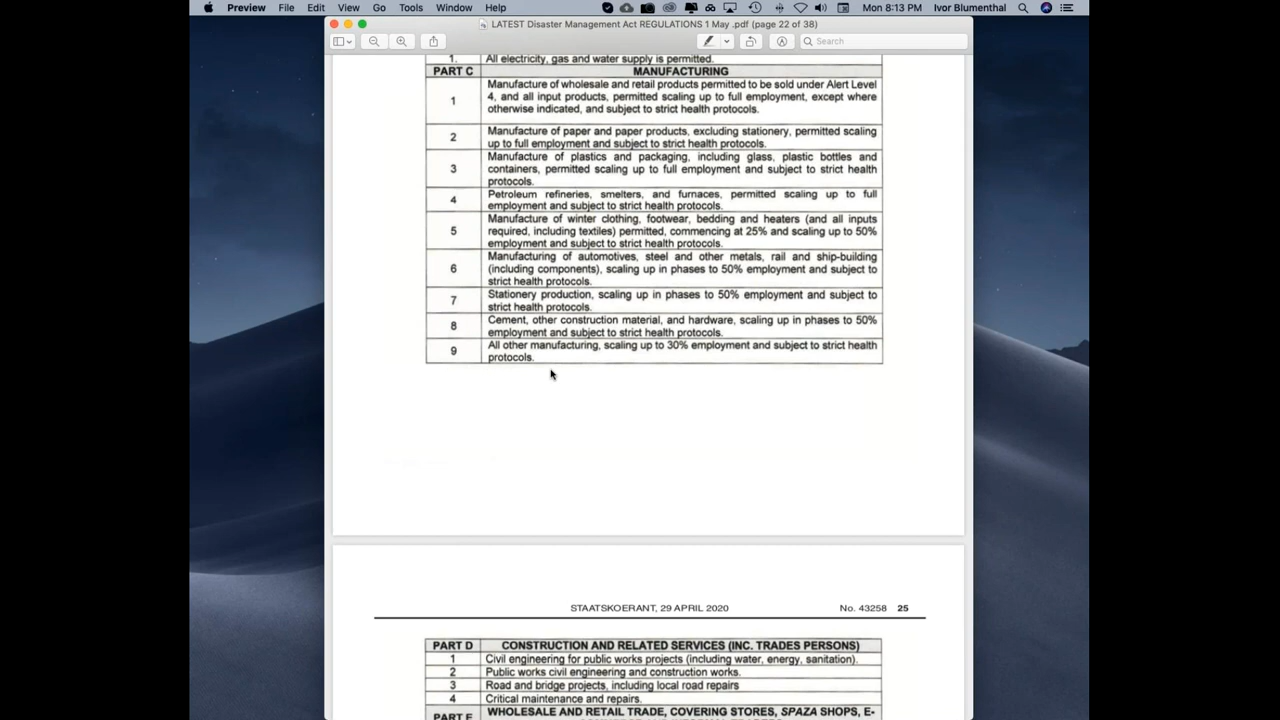 Preview File Edit View Go Tools Window Help Mon 8:13 PM Ivor Blumenthal
LATEST Disaster Management Act REGULATIONS 1 May .pdf (page 22 of 38)
Search
1. All electricity, gas and water supply is permitted.
PART C MANUFACTURING
1 Manufacture of wholesale and retail products permitted to be sold under Alert Level
4, and all input products, permitted scaling up to full employment, except where
otherwise indicated, and subject to strict health protocols.
2 Manufacture of paper and paper products, excluding stationery, permitted scaling
up to full employment and subject to strict health protocols.
3 Manufacture of plastics and packaging, including glass, plastic bottles and
containers, permitted scaling up to full employment and subject to strict health
protocols.
4 Petroleum refineries, smelters, and furnaces, permitted scaling up to full
employment and subject to strict health protocols.
5 Manufacture of winter clothing, footwear, bedding and heaters (and all inputs
required, including textiles) permitted, commencing at 25% and scaling up to 50%
employment and subject to strict health protocols.
6 Manufacturing of automotives, steel and other metals, rail and ship-building
(including components), scaling up in phases to 50% employment and subject to
strict health protocols.
7 Stationery production, scaling up in phases to 50% employment and subject to
strict health protocols.
8 Cement, other construction material, and hardware, scaling up in phases to 50%
employment and subject to strict health protocols.
9 All other manufacturing, scaling up to 30% employment and subject to strict health
protocols.
STAATSKOERANT, 29 APRIL 2020 No. 43258 25
PART D CONSTRUCTION AND RELATED SERVICES (INC. TRADES PERSONS)
1 Civil engineering for public works projects (including water, energy, sanitation).
2 Public works civil engineering and construction works.
3 Road and bridge projects, including local road repairs
4 Critical maintenance and repairs.
PART E WHOLESALE AND RETAIL TRADE, COVERING STORES, SPAZA SHOPS, E-